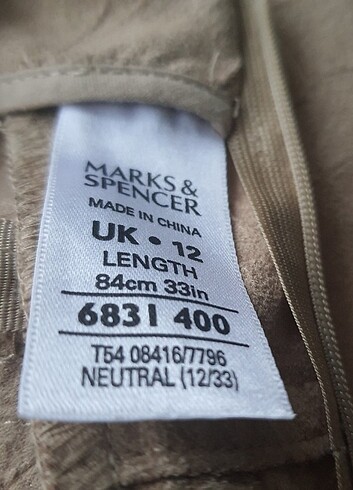 MARKS &
SPENCER
MADE IN CHINA
UK • 12
LENGTH
84cm 33in
6831 400
T54 08416/7796
NEUTRAL (12/33)